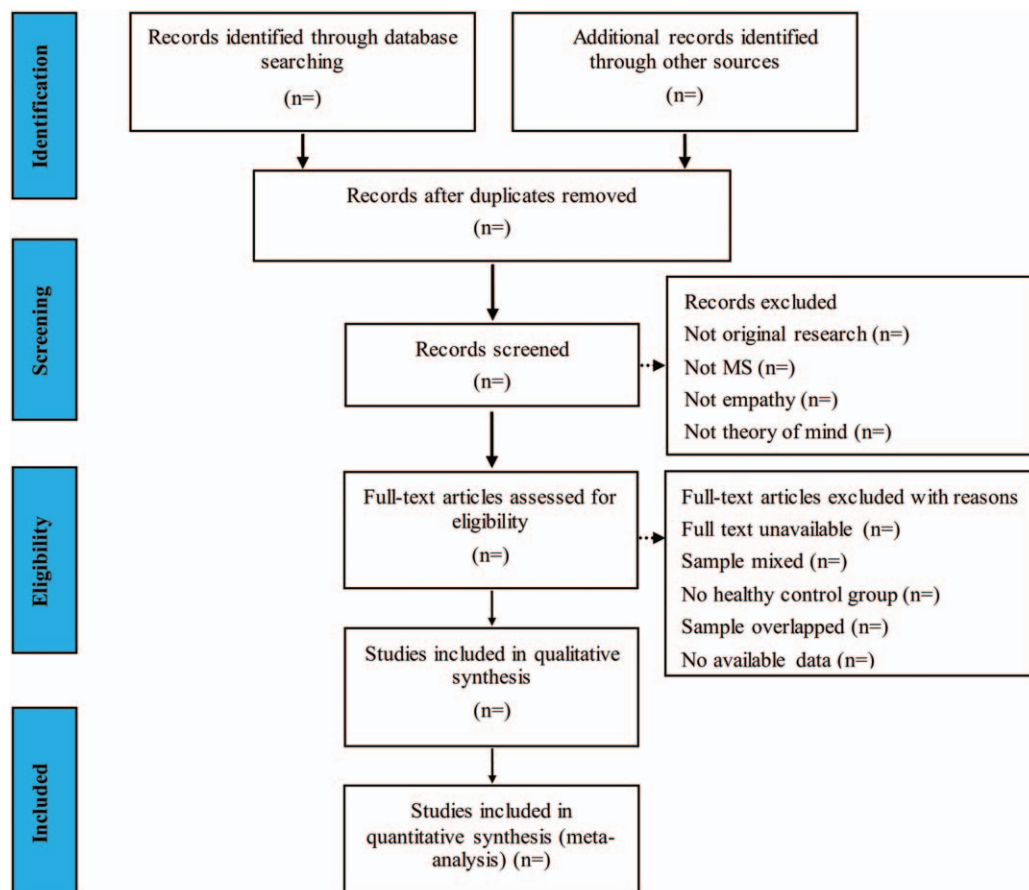 Identification
Records identified through database
searching
(n=)
Additional records identified
through other sources
(n=)
Records after duplicates removed
(n=)
Screening
Records screened
(n=)
Records excluded
Not original research (n=)
Not MS (n=)
Not empathy (n=)
Not theory of mind (n=)
Eligibility
Full-text articles assessed for
eligibility
(n=)
Full-text articles excluded with reasons
Full text unavailable (n=)
Sample mixed (n=)
No healthy control group (n=)
Sample overlapped (n=)
No available data (n=)
Studies included in qualitative
synthesis
(n=)
Included
Studies included in
quantitative synthesis (meta-
analysis) (n=)